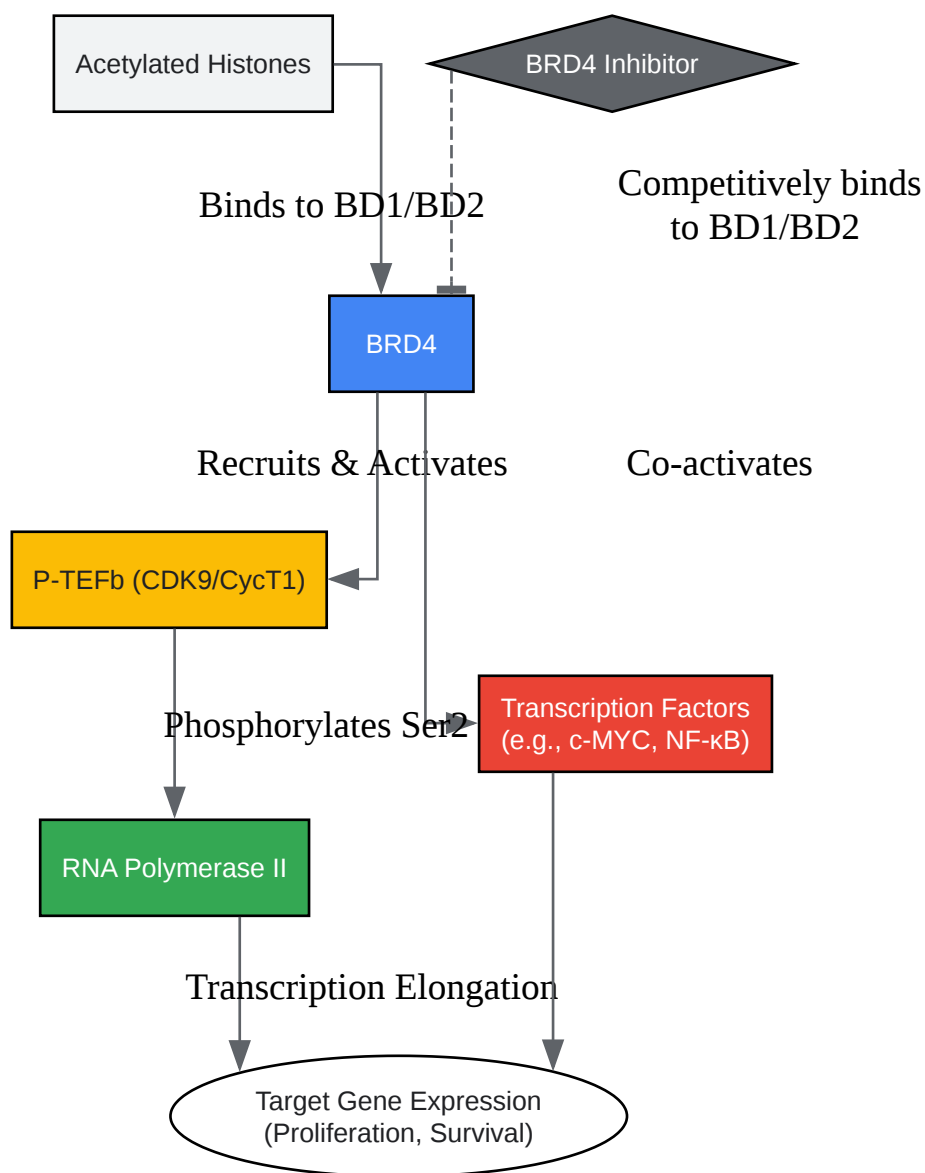 Acetylated Histones
BRD4 Inhibitor
Binds to BD1/BD2
Competitively binds
to BD1/BD2
BRD4
Recruits & Activates
Co-activates
P-TEFb (CDK9/CycT1)
Phosphorylates Ser2
Transcription Factors
(e.g., c-MYC, NF-κB)
RNA Polymerase II
Transcription Elongation
Target Gene Expression
(Proliferation, Survival)